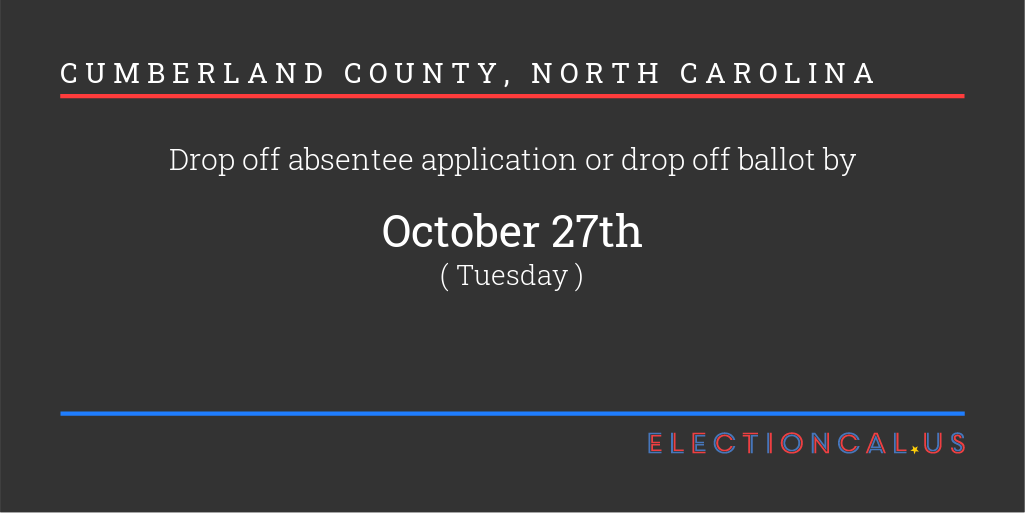 CUMBERLAND COUNTY, NORTH CAROLINA
Drop off absentee application or drop off ballot by
October 27th
( Tuesday )
ELECTIONCAL.US